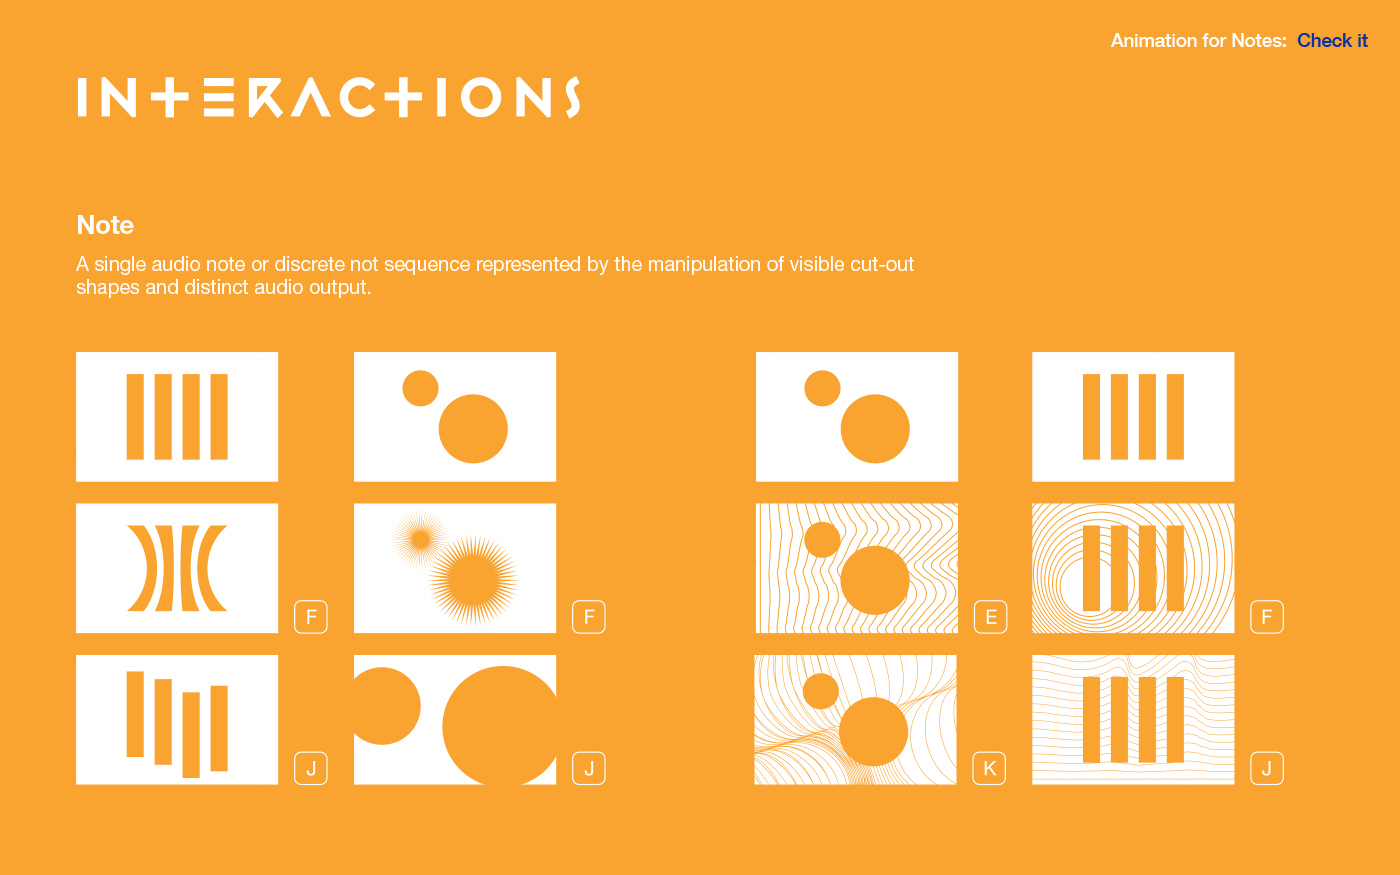 Animation for Notes: Check it
INTERACTIONS
Note
A single audio note or discrete not sequence represented by the manipulation of visible cut-out
shapes and distinct audio output.
F
F
E
F
J
J
K
J